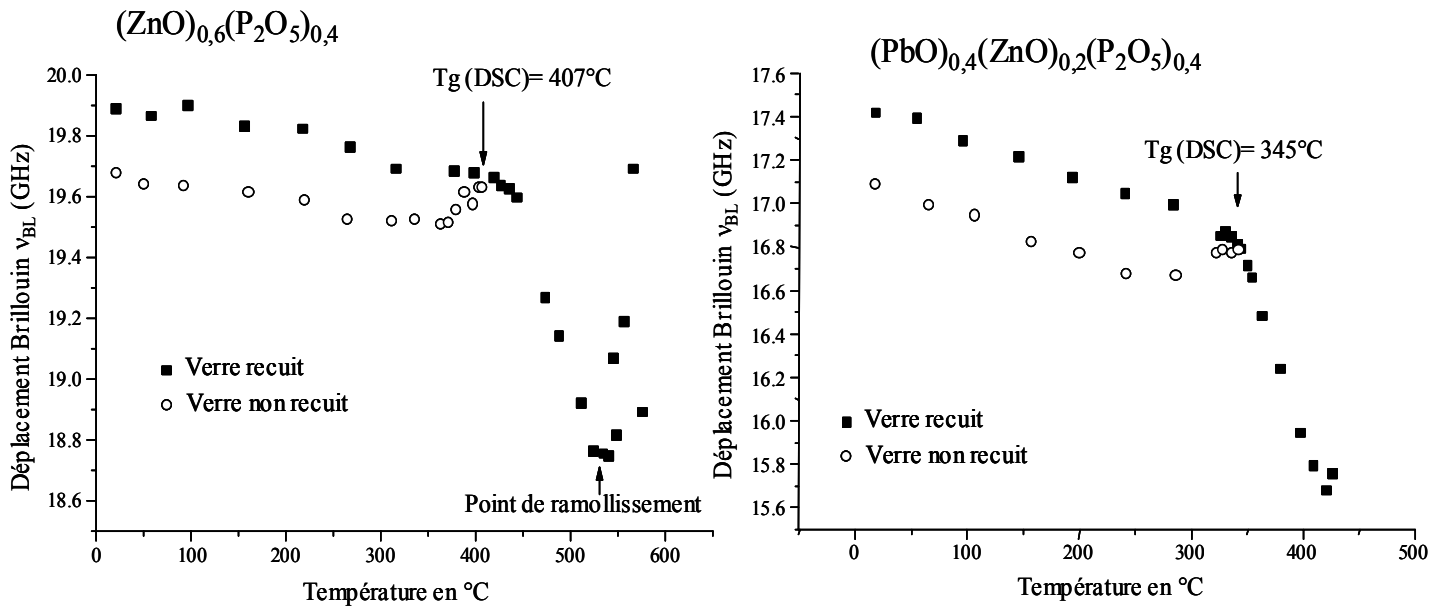 (ZnO)0,6(P2O5)0,4
Tg (DSC)= 407°C
20.0
19.8
19.6
19.4
19.2
19.0
18.8
18.6
Déplacement Brillouin νBL (GHz)
Verre recuit
Verre non recuit
Point de ramollissement
0 100 200 300 400 500 600
Température en °C
(PbO)0,4(ZnO)0,2(P2O5)0,4
Tg (DSC)= 345°C
17.6
17.4
17.2
17.0
16.8
16.6
16.4
16.2
16.0
15.8
15.6
Déplacement Brillouin νBL (GHz)
Verre recuit
Verre non recuit
0 100 200 300 400 500
Température en °C